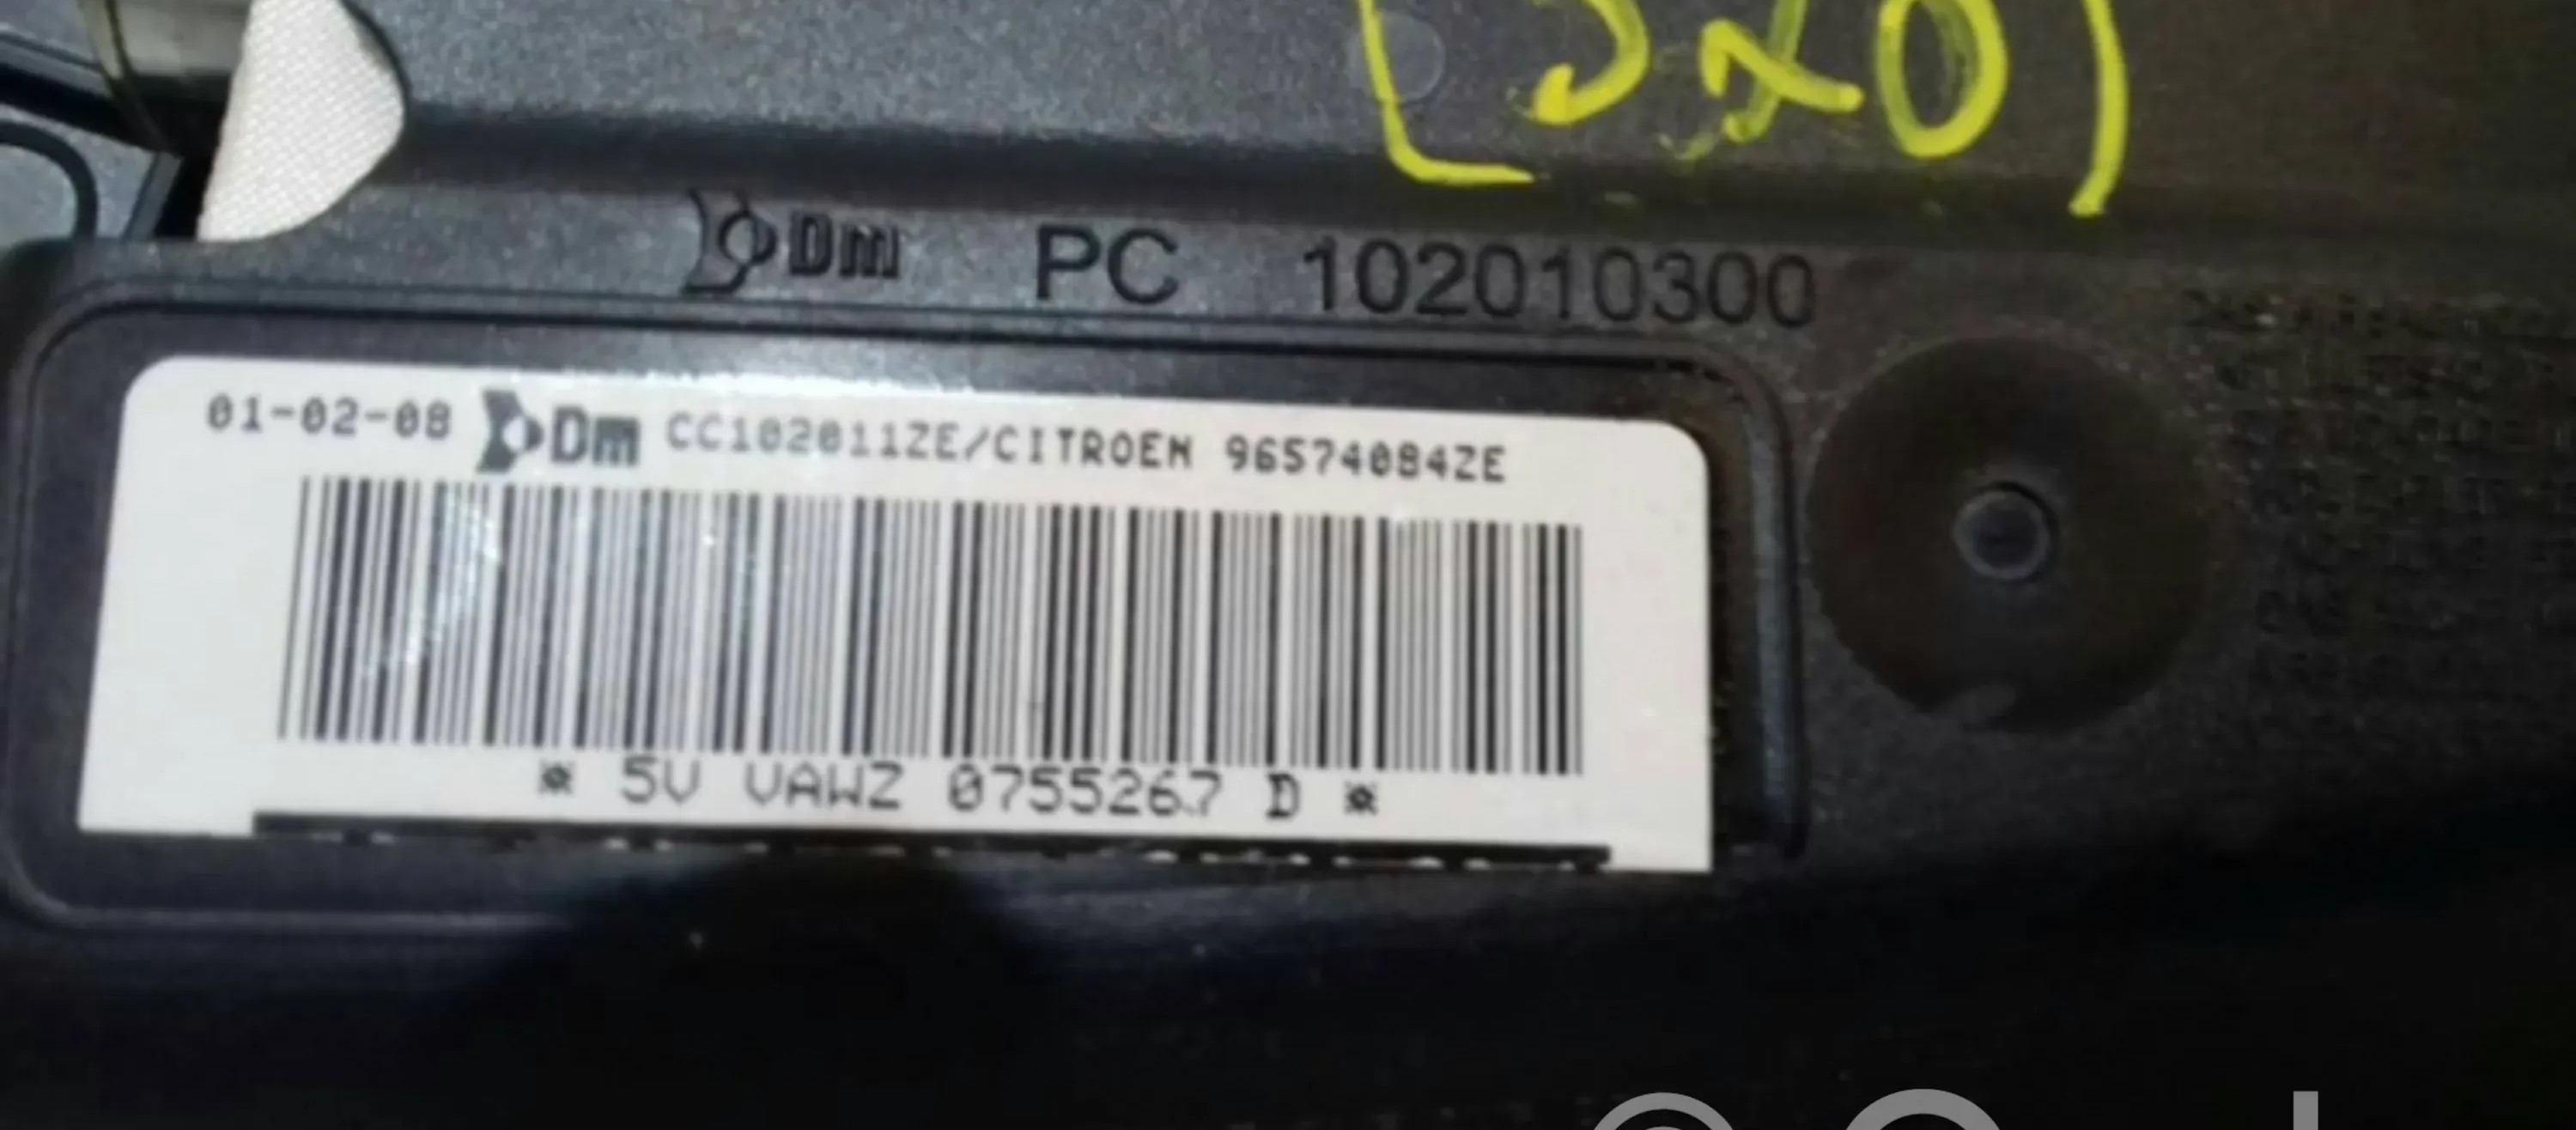 Dm PC 102010300
01-02-08 Dm CC102011ZE/CITROEN 96574084ZE
* 5V VAWZ 0755267 D *